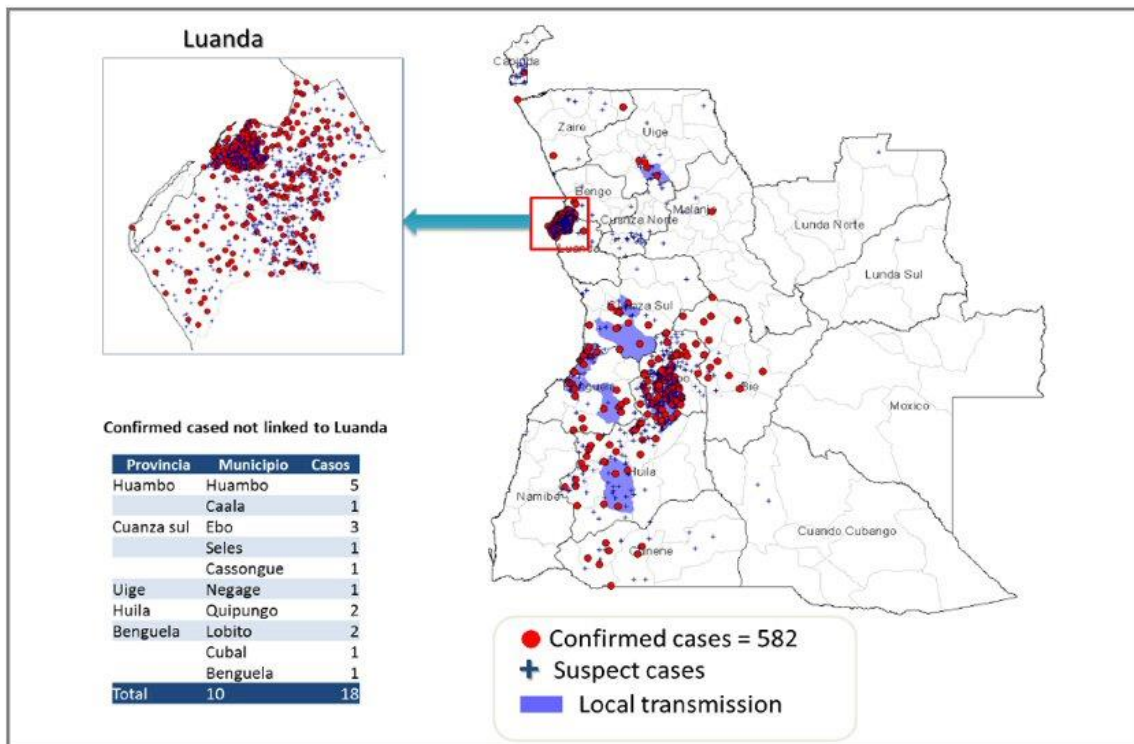 Luanda
Cabinda
Zaire
Uige
Bengo
Cuanza Norte
Malanje
Luanda
Lunda Norte
Lunda Sul
Cuanza Sul
Bie
Moxico
Huila
Namibe
Cuando Cubango
Cunene
Confirmed cased not linked to Luanda
Provincia Municipio Casos
Huambo Huambo 5
Caala 1
Cuanza sul Ebo 3
Seles 1
Cassongue 1
Uige Negage 1
Huila Quipungo 2
Benguela Lobito 2
Cubal 1
Benguela 1
Total 10 18
Confirmed cases = 582
Suspect cases
Local transmission